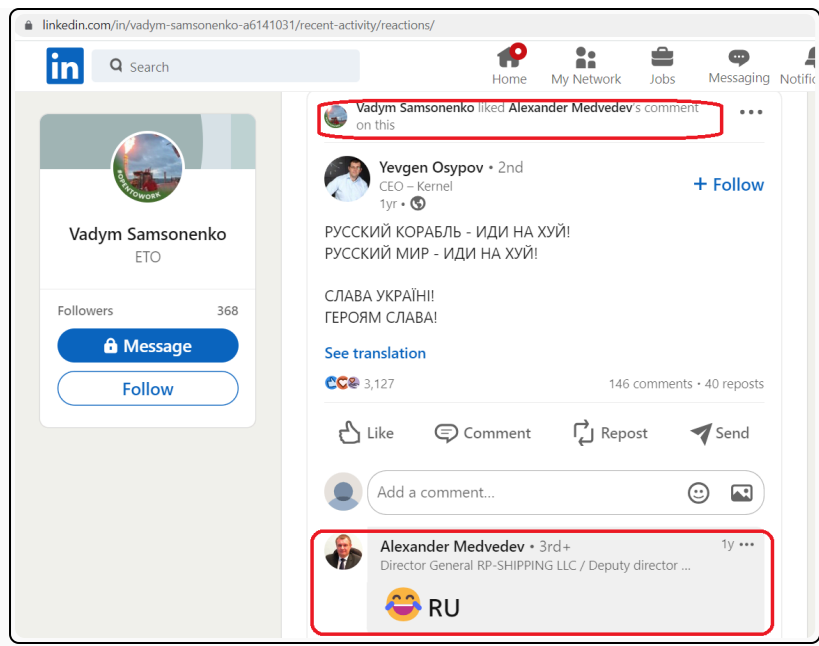 linkedin.com/in/vadym-samsonenko-a6141031/recent-activity/reactions/
in
Search
Home
My Network
Jobs
Messaging
Vadym Samsonenko liked Alexander Medvedev's comment
on this
#OPENTOWORK
Vadym Samsonenko
ETO
Followers 368
Message
Follow
Yevgen Osypov • 2nd
CEO – Kernel
1yr •
+ Follow
РУССКИЙ КОРАБЛЬ - ИДИ НА ХУЙ!
РУССКИЙ МИР - ИДИ НА ХУЙ!
СЛАВА УКРАЇНІ!
ГЕРОЯМ СЛАВА!
See translation
3,127
146 comments • 40 reposts
Like
Comment
Repost
Send
Add a comment...
Alexander Medvedev • 3rd+
1y •••
Director General RP-SHIPPING LLC / Deputy director ...
😂 RU